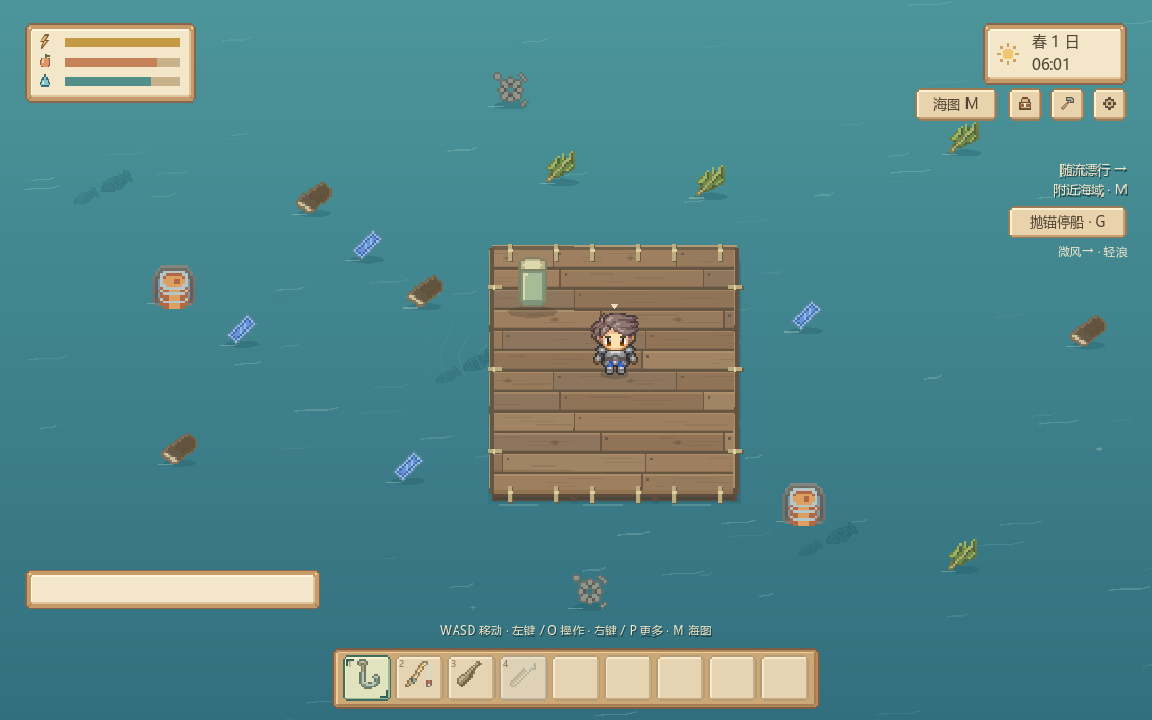 春 1 日
06:01
海图 M
随流漂行 →
附近海域 · M
抛锚停船 · G
微风→ · 轻浪
WASD 移动 · 左键 / O 操作 · 右键 / P 更多 · M 海图
2
3
4